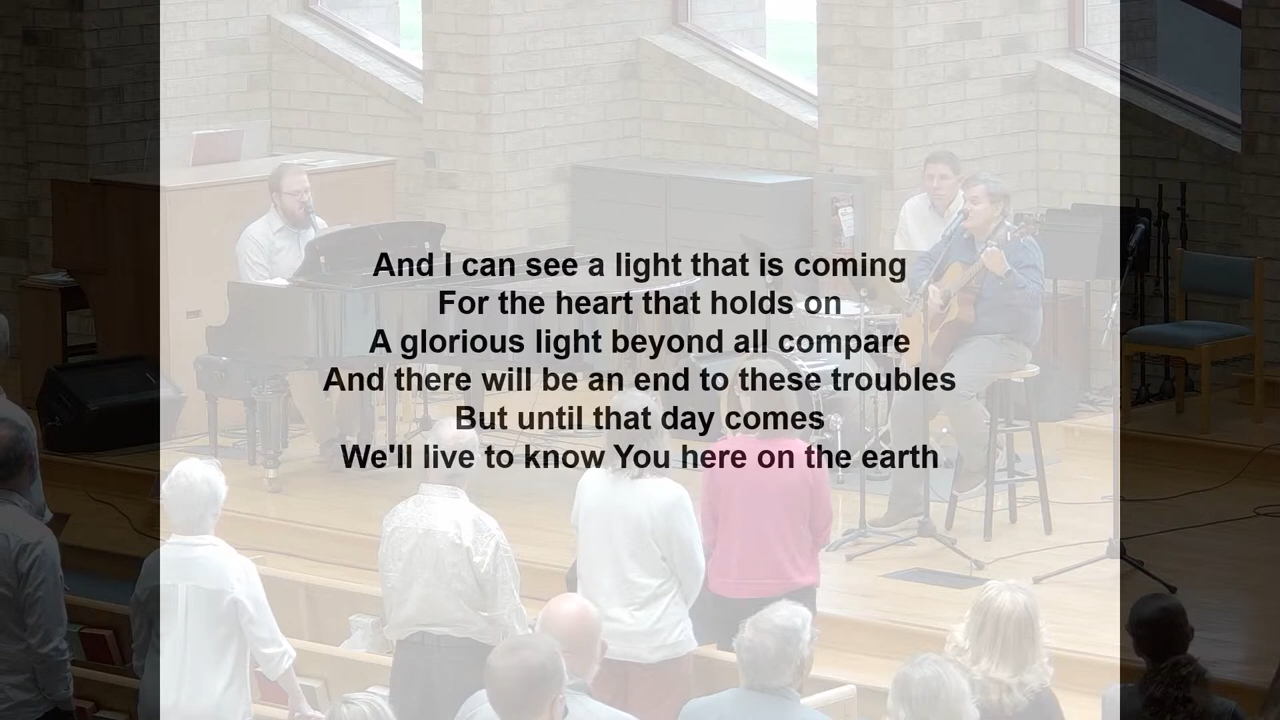 And I can see a light that is coming
For the heart that holds on
A glorious light beyond all compare
And there will be an end to these troubles
But until that day comes
We'll live to know You here on the earth